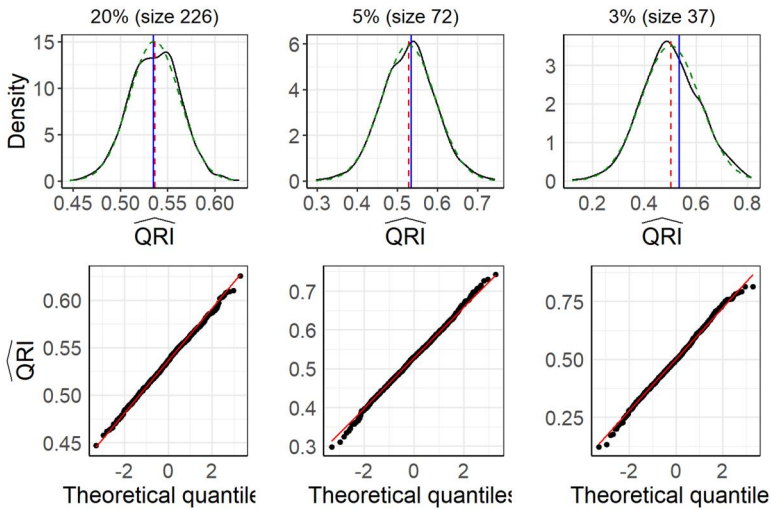 20% (size 226) 5% (size 72) 3% (size 37)
Density
15
10
5
0
0.45 0.50 0.55 0.60
QRI
6
4
2
0
0.3 0.4 0.5 0.6 0.7
QRI
3
2
1
0
0.2 0.4 0.6 0.8
QRI
QRI
0.60
0.55
0.50
0.45
-2 0 2
Theoretical quantile
0.7
0.6
0.5
0.4
0.3
-2 0 2
Theoretical quantiles
0.75
0.50
0.25
-2 0 2
Theoretical quantile